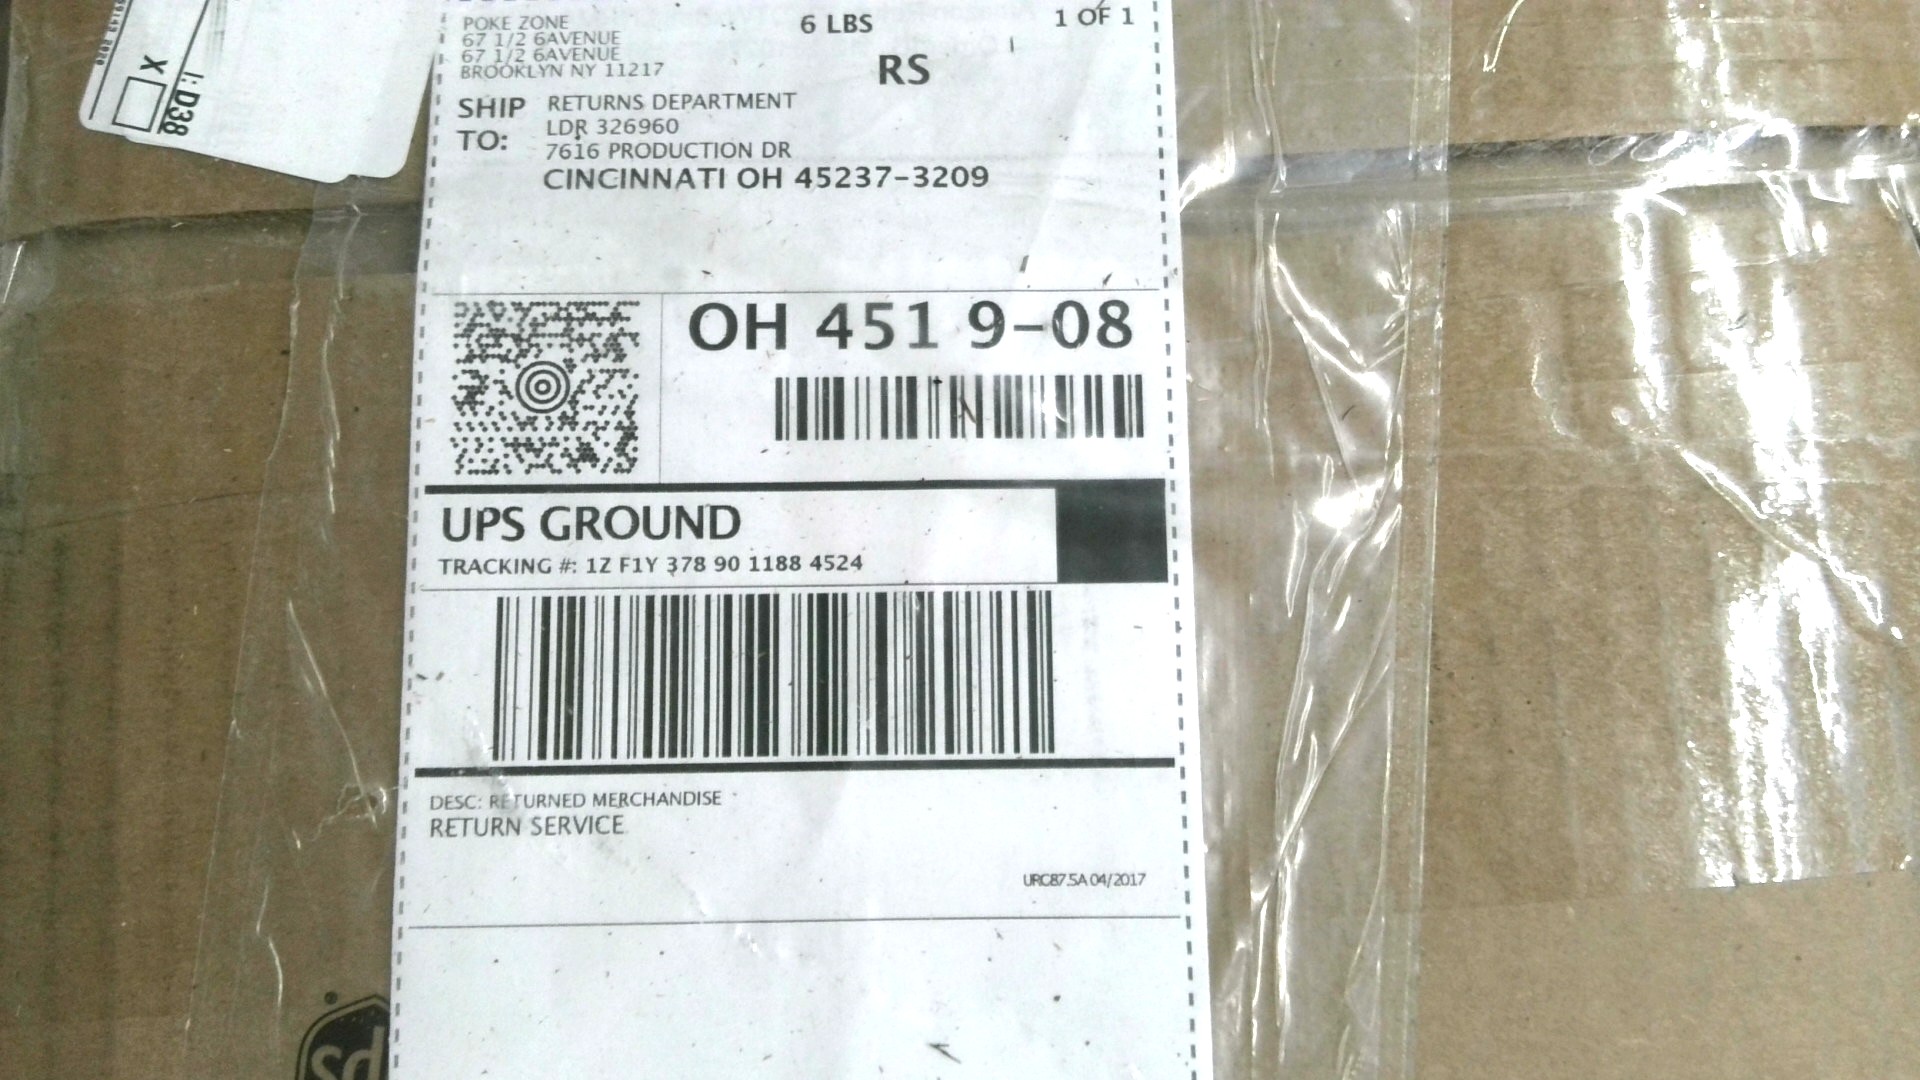 POKE ZONE
67 1/2 6AVENUE
67 1/2 6AVENUE
BROOKLYN NY 11217
6 LBS
1 OF 1
RS
SHIP TO:
RETURNS DEPARTMENT
LDR 326960
7616 PRODUCTION DR
CINCINNATI OH 45237-3209
OH 451 9-08
UPS GROUND
TRACKING #: 1Z F1Y 378 90 1188 4524
DESC: RETURNED MERCHANDISE
RETURN SERVICE
URC87.5A 04/2017
X
I: D38
sd